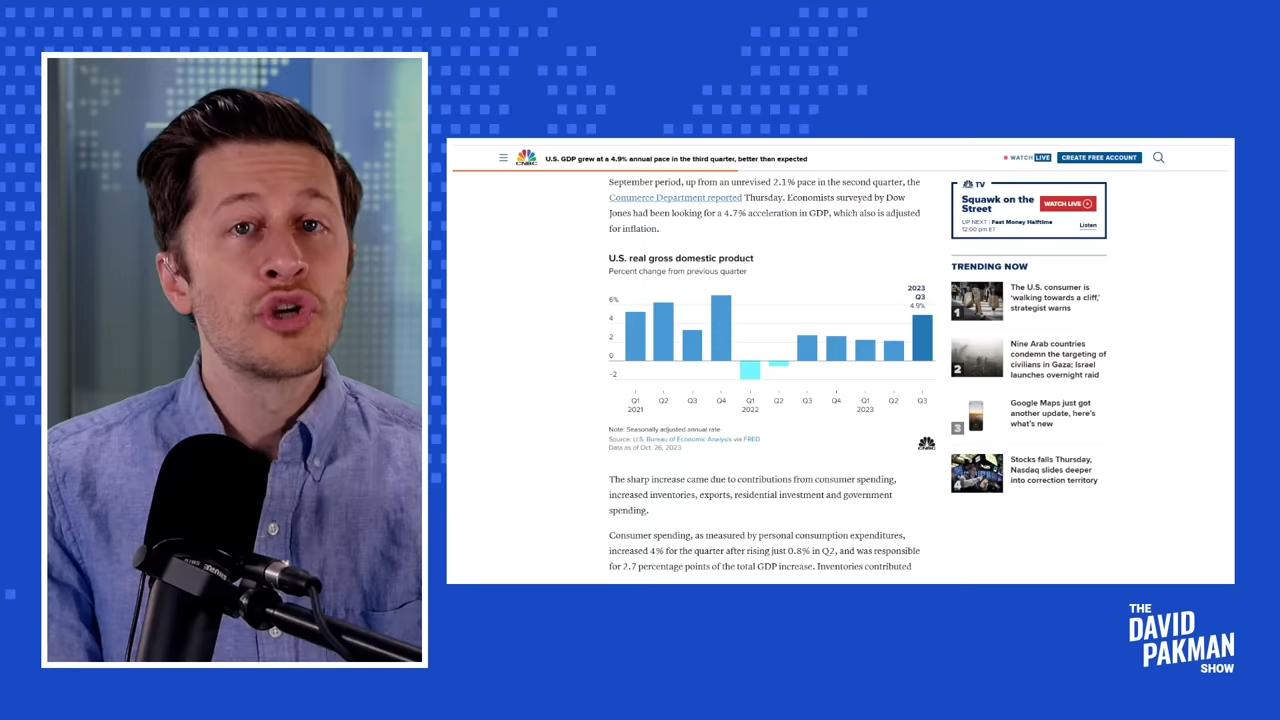 CNBC
U.S. GDP grew at a 4.9% annual pace in the third quarter, better than expected
WATCH LIVE
CREATE FREE ACCOUNT
September period, up from an unrevised 2.1% pace in the second quarter, the
Commerce Department reported Thursday. Economists surveyed by Dow
Jones had been looking for a 4.7% acceleration in GDP, which also is adjusted
for inflation.
U.S. real gross domestic product
Percent change from previous quarter
2023
Q3
4.9%
6%
4
2
0
−2
Q1 Q2 Q3 Q4 Q1 Q2 Q3 Q4 Q1 Q2 Q3
2021 2022 2023
Note: Seasonally adjusted annual rate
Source: U.S. Bureau of Economic Analysis via FRED
Data as of Oct. 26, 2023
CNBC
The sharp increase came due to contributions from consumer spending,
increased inventories, exports, residential investment and government
spending.
Consumer spending, as measured by personal consumption expenditures,
increased 4% for the quarter after rising just 0.8% in Q2, and was responsible
for 2.7 percentage points of the total GDP increase. Inventories contributed
TV
Squawk on the
Street
WATCH LIVE
UP NEXT | Fast Money Halftime
12:00 pm ET
Listen
TRENDING NOW
1
The U.S. consumer is
‘walking towards a cliff,’
strategist warns
2
Nine Arab countries
condemn the targeting of
civilians in Gaza; Israel
launches overnight raid
3
Google Maps just got
another update, here’s
what’s new
4
Stocks falls Thursday,
Nasdaq slides deeper
into correction territory
SHURE SM7B
THE
DAVID
PAKMAN
SHOW